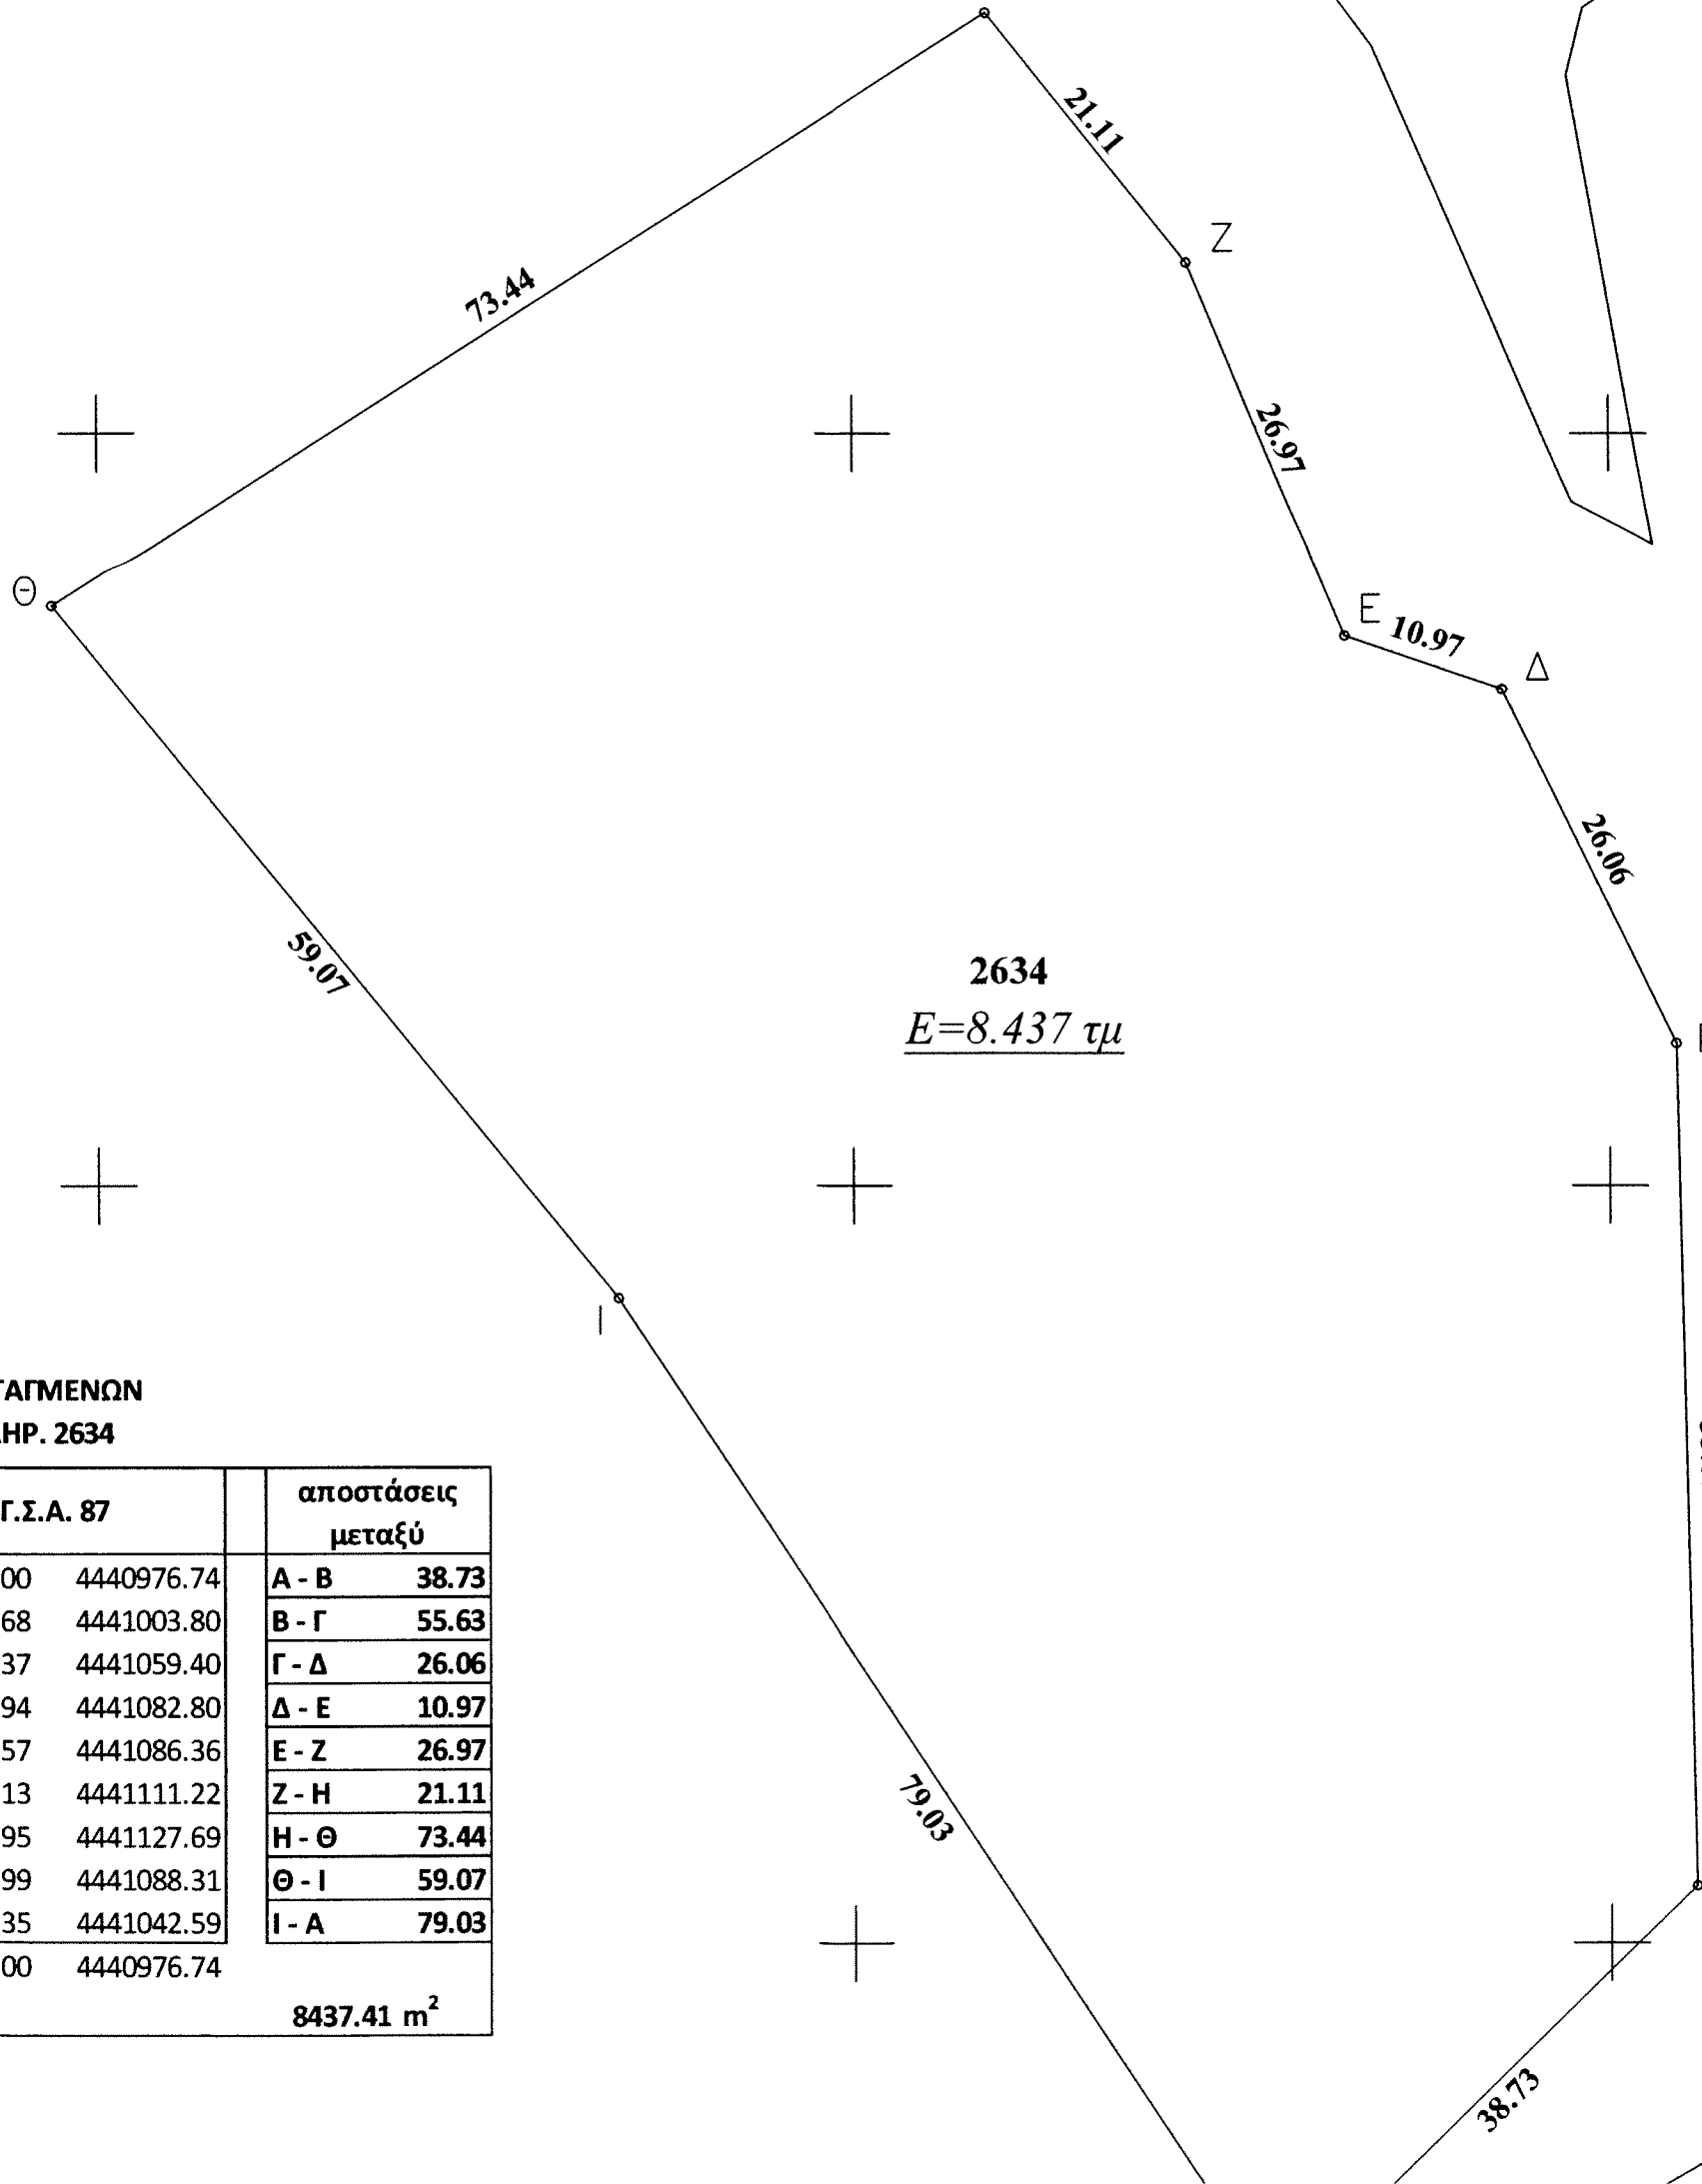 21.11
Z
73.44
26.97
Θ
E
10.97
Δ
26.06
59.07
2634
E=8.437 τμ
I
ΤΑΓΜΕΝΩΝ
ΛΗΡ. 2634
Γ.Σ.Α. 87
αποστάσεις
μεταξύ
00 4440976.74 Α - Β 38.73
68 4441003.80 Β - Γ 55.63
37 4441059.40 Γ - Δ 26.06
94 4441082.80 Δ - Ε 10.97
57 4441086.36 Ε - Ζ 26.97
13 4441111.22 Ζ - Η 21.11
95 4441127.69 Η - Θ 73.44
99 4441088.31 Θ - Ι 59.07
35 4441042.59 Ι - Α 79.03
00 4440976.74
8437.41 m²
79.03
38.73